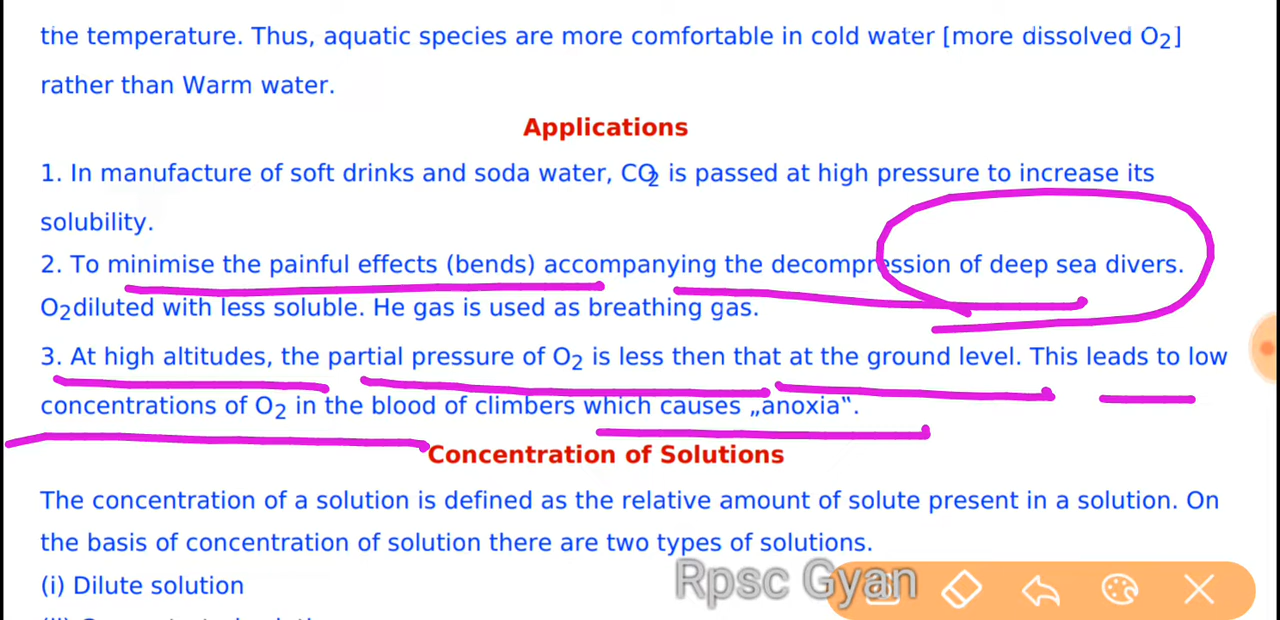 the temperature. Thus, aquatic species are more comfortable in cold water [more dissolved O₂]
rather than Warm water.
Applications
1. In manufacture of soft drinks and soda water, CO₂ is passed at high pressure to increase its
solubility.
2. To minimise the painful effects (bends) accompanying the decompression of deep sea divers.
O₂diluted with less soluble. He gas is used as breathing gas.
3. At high altitudes, the partial pressure of O₂ is less then that at the ground level. This leads to low
concentrations of O₂ in the blood of climbers which causes „anoxia‟.
Concentration of Solutions
The concentration of a solution is defined as the relative amount of solute present in a solution. On
the basis of concentration of solution there are two types of solutions.
(i) Dilute solution
Rpsc Gyan